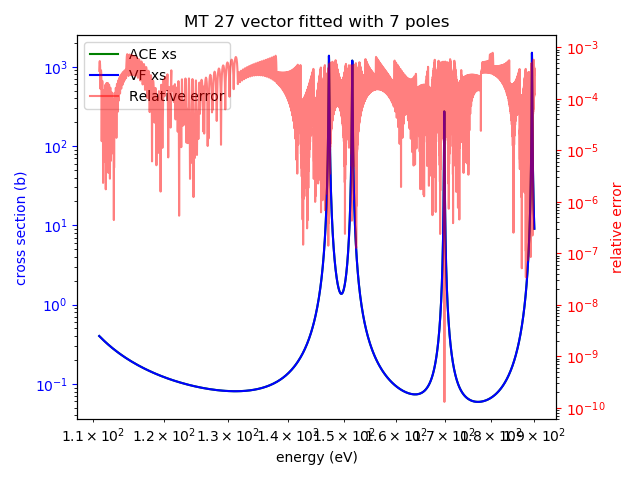 MT 27 vector fitted with 7 poles
ACE xs
VF xs
Relative error
cross section (b)
10³
10²
10¹
10⁰
10⁻¹
10⁻³
10⁻⁴
10⁻⁵
10⁻⁶
10⁻⁷
10⁻⁸
10⁻⁹
10⁻¹⁰
relative error
1.1 × 10² 1.2 × 10² 1.3 × 10² 1.4 × 10² 1.5 × 10² 1.6 × 10² 1.7 × 10² 1.8 × 10² 1.9 × 10²
energy (eV)